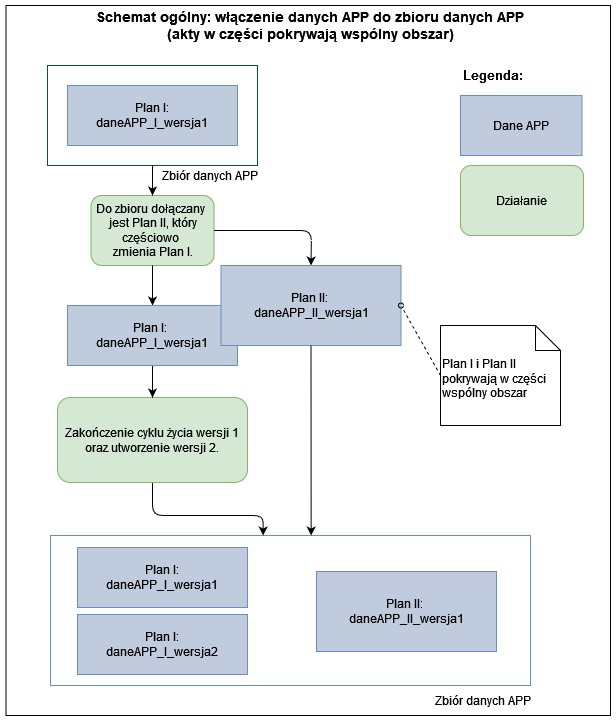 Schemat ogólny: włączenie danych APP do zbioru danych APP
(akty w części pokrywają wspólny obszar)
Legenda:
Plan I:
daneAPP_I_wersja1
Dane APP
Zbiór danych APP
Działanie
Do zbioru dołączany
jest Plan II, który
częściowo
zmienia Plan I.
Plan II:
daneAPP_II_wersja1
Plan I:
daneAPP_I_wersja1
Plan I i Plan II
pokrywają w części
wspólny obszar
Zakończenie cyklu życia wersji 1
oraz utworzenie wersji 2.
Plan I:
daneAPP_I_wersja1
Plan II:
daneAPP_II_wersja1
Plan I:
daneAPP_I_wersja2
Zbiór danych APP